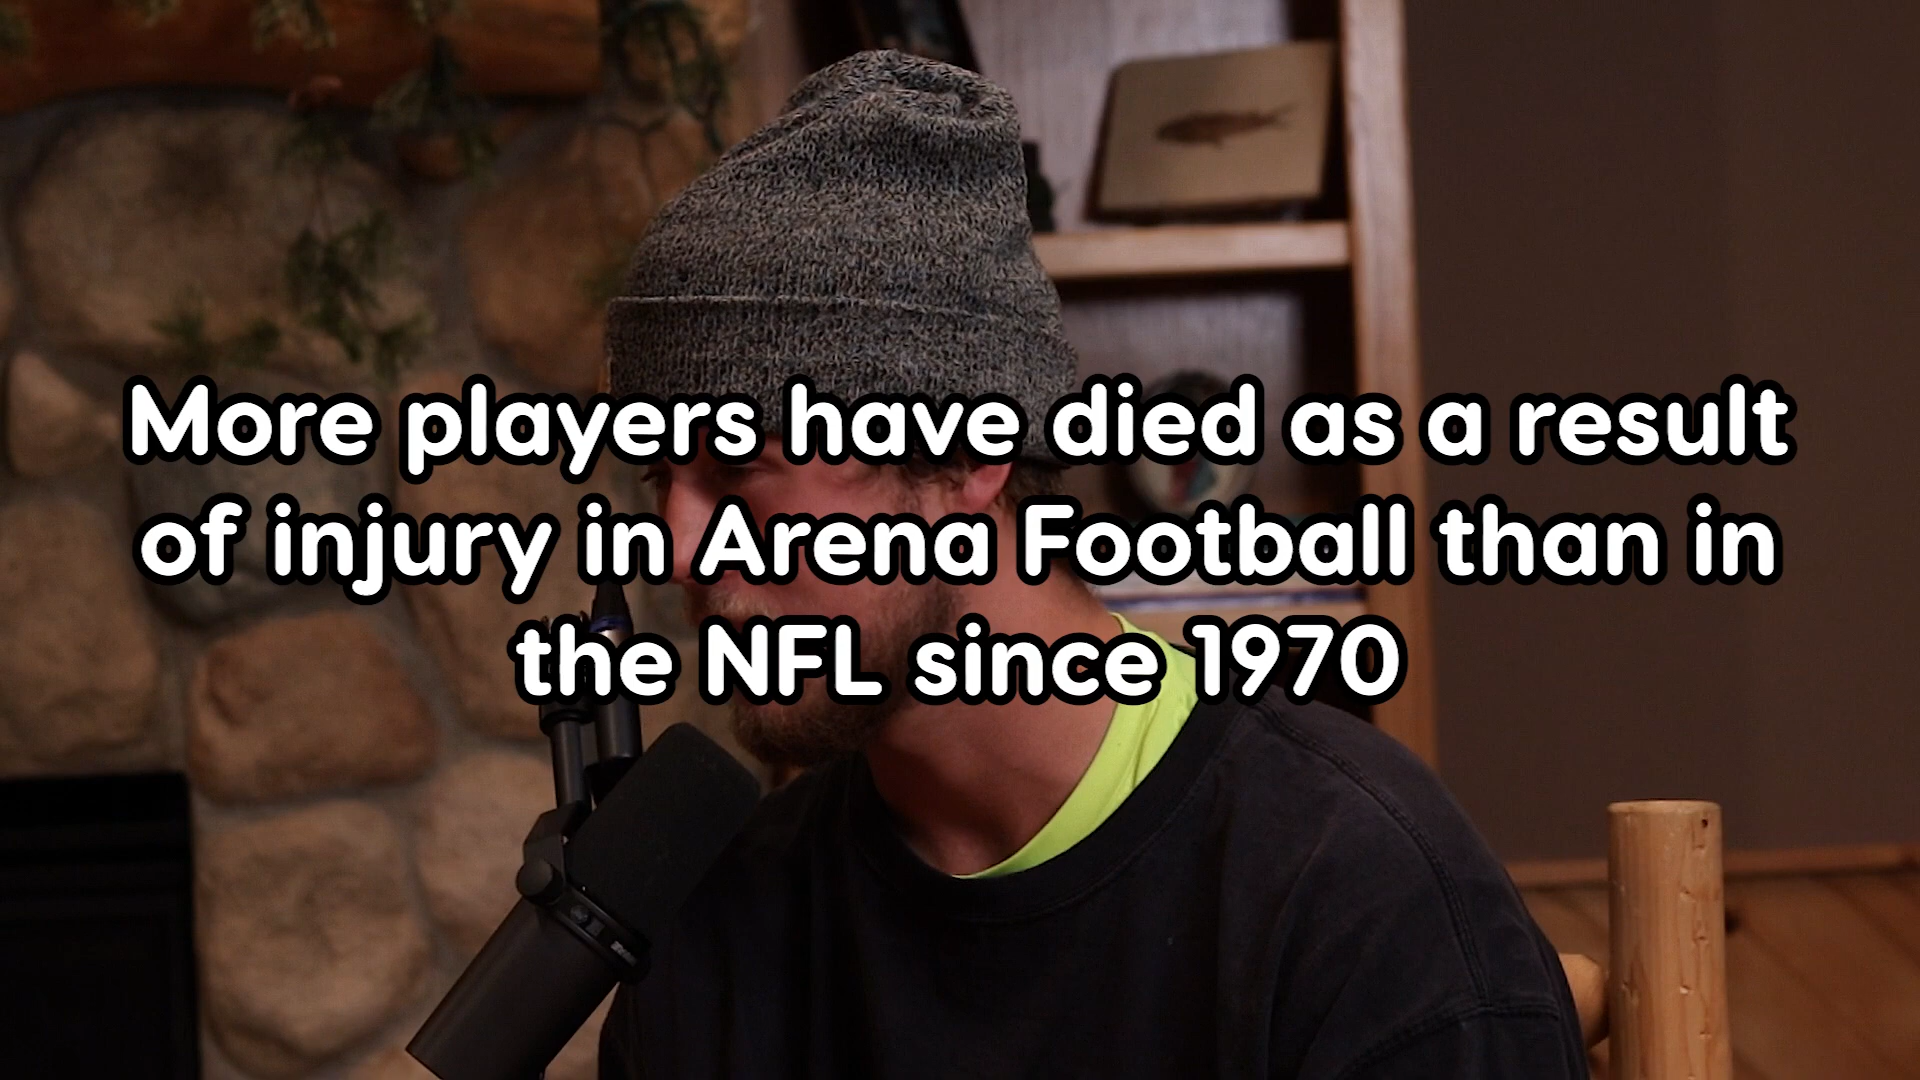 More players have died as a result
of injury in Arena Football than in
the NFL since 1970